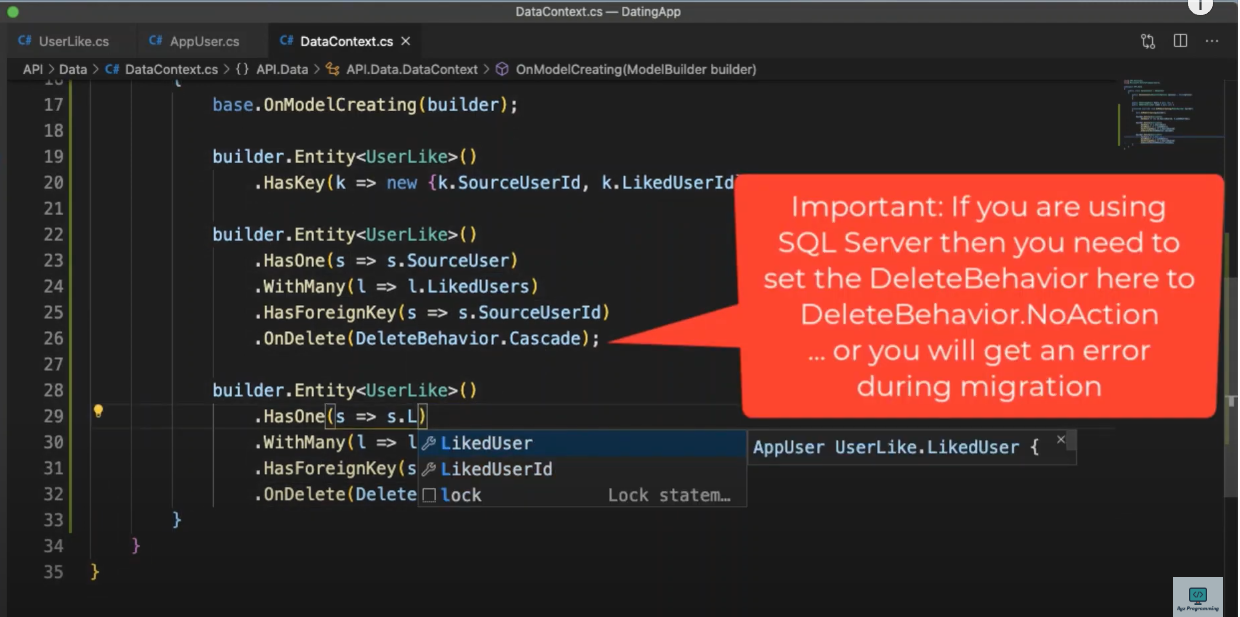 DataContext.cs — DatingApp
C# UserLike.cs C# AppUser.cs C# DataContext.cs ×
API > Data > C# DataContext.cs > {} API.Data > API.Data.DataContext > OnModelCreating(ModelBuilder builder)
16 {
17 base.OnModelCreating(builder);
18
19 builder.Entity<UserLike>()
20 .HasKey(k => new {k.SourceUserId, k.LikedUserId
21
22 builder.Entity<UserLike>()
23 .HasOne(s => s.SourceUser)
24 .WithMany(l => l.LikedUsers)
25 .HasForeignKey(s => s.SourceUserId)
26 .OnDelete(DeleteBehavior.Cascade);
27
28 builder.Entity<UserLike>()
29 .HasOne(s => s.L)
30 .WithMany(l => l
31 .HasForeignKey(s
32 .OnDelete(Delete
33 }
34 }
35 }
LikedUser
LikedUserId
lock Lock statem…
AppUser UserLike.LikedUser { ×
Important: If you are using
SQL Server then you need to
set the DeleteBehavior here to
DeleteBehavior.NoAction
... or you will get an error
during migration